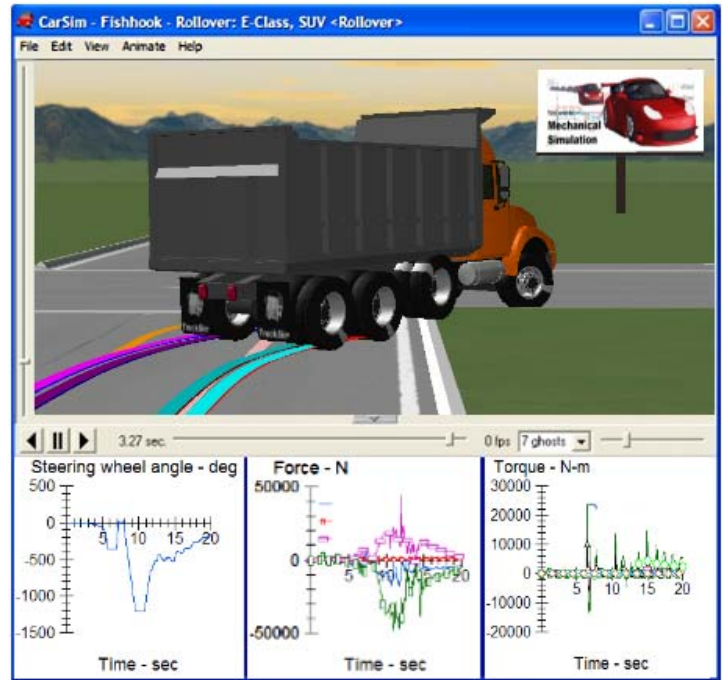 CarSim - Fishhook - Rollover: E-Class, SUV <Rollover>
File Edit View Animate Help
Mechanical
Simulation
TruckSim TruckSim
3.27 sec. 0 fps 7 ghosts
Steering wheel angle - deg
500
0
-500
-1000
-1500
5 10 15 20
Time - sec
Force - N
50000
0
-50000
5 10 15 20
Time - sec
Torque - N-m
30000
20000
10000
0
-10000
-20000
5 10 15 20
Time - sec